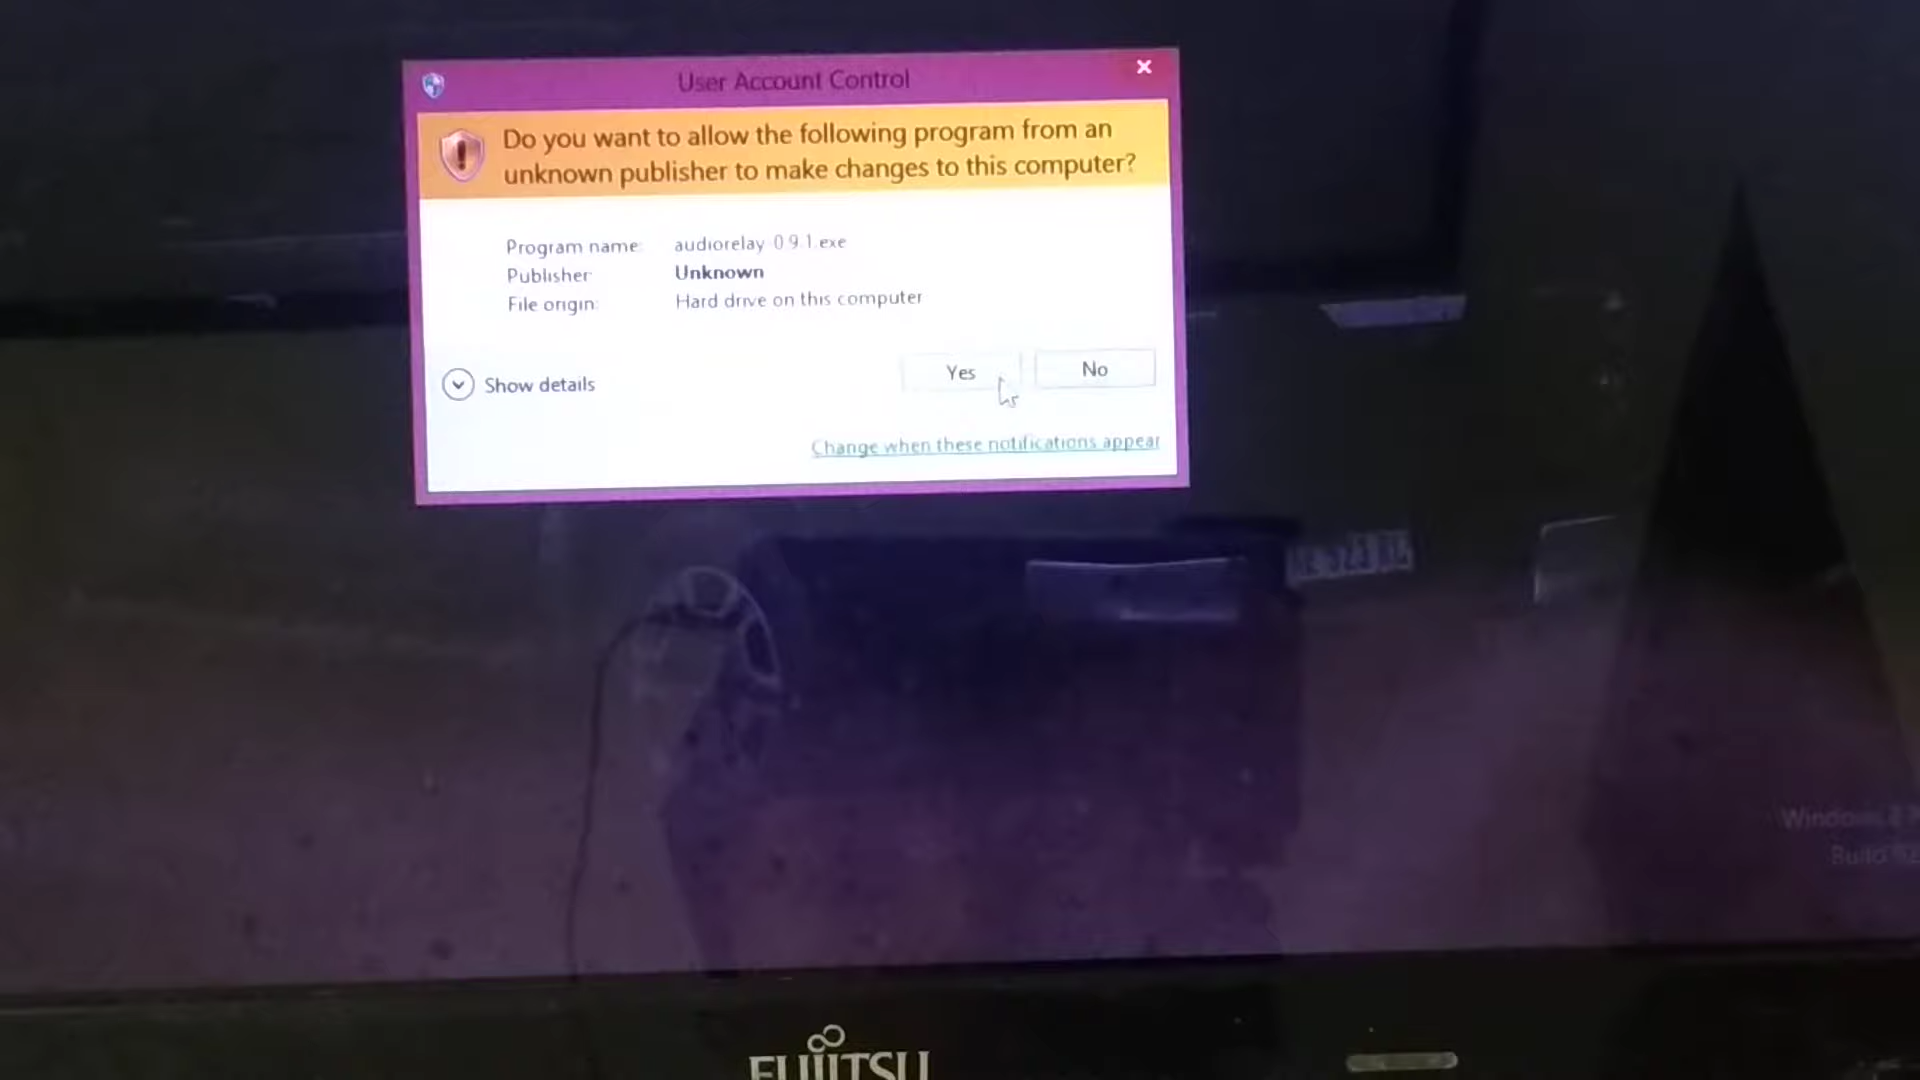 User Account Control
Do you want to allow the following program from an
unknown publisher to make changes to this computer?
Program name: audiorelay-0.9.1.exe
Publisher: Unknown
File origin: Hard drive on this computer
Yes
No
Show details
Change when these notifications appear
Build
FUJITSU